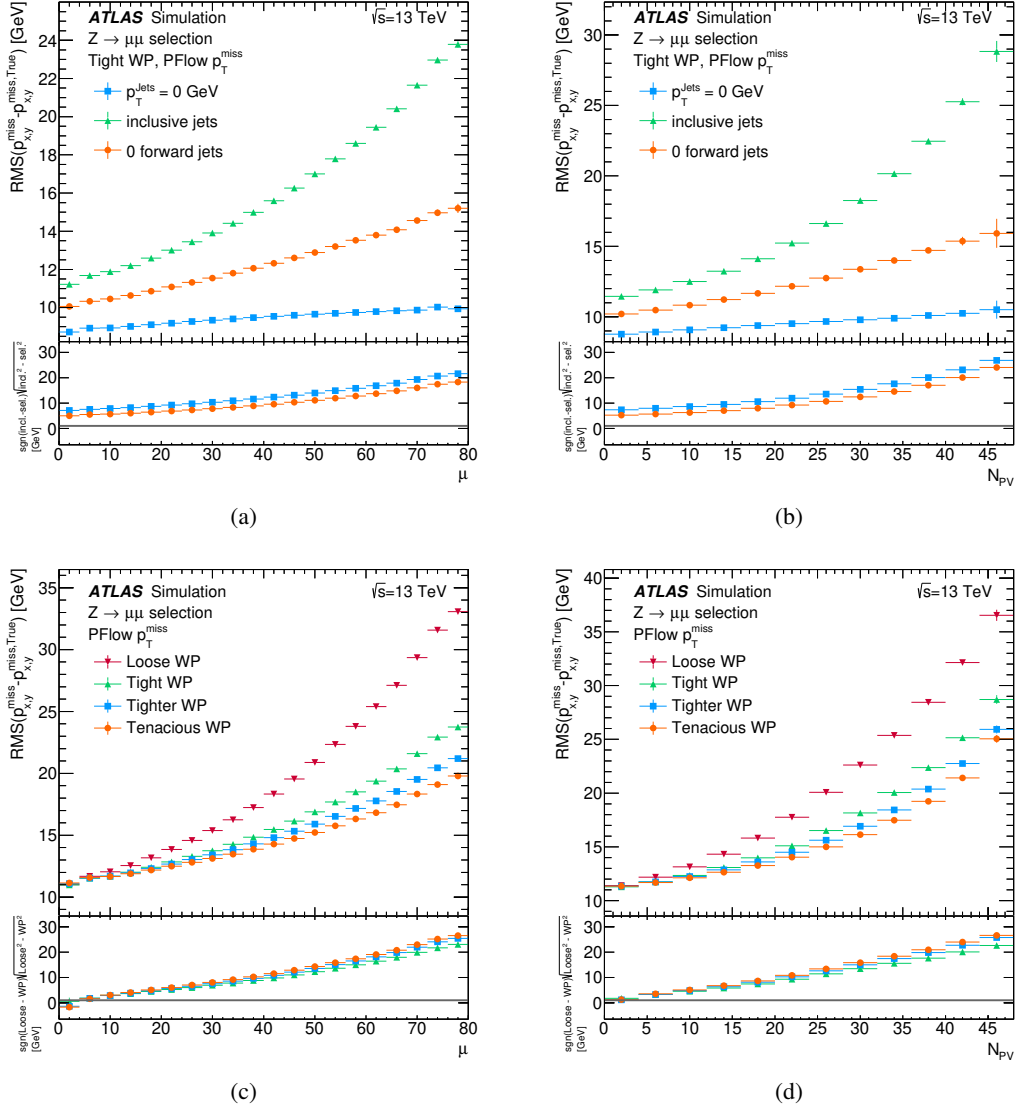 ATLAS Simulation √s=13 TeV
Z → μμ selection
Tight WP, PFlow p_T^miss
p_T^Jets = 0 GeV
inclusive jets
0 forward jets
RMS(p_{x,y}^miss-p_{x,y}^miss,True) [GeV]
24
22
20
18
16
14
12
10
sgn(incl.-sel.)√incl.² - sel.²
[GeV]
30
20
10
0
0 10 20 30 40 50 60 70 80
μ
(a)
ATLAS Simulation √s=13 TeV
Z → μμ selection
Tight WP, PFlow p_T^miss
p_T^Jets = 0 GeV
inclusive jets
0 forward jets
RMS(p_{x,y}^miss-p_{x,y}^miss,True) [GeV]
30
25
20
15
10
sgn(incl.-sel.)√incl.² - sel.²
[GeV]
30
20
10
0
0 5 10 15 20 25 30 35 40 45
N_PV
(b)
ATLAS Simulation √s=13 TeV
Z → μμ selection
PFlow p_T^miss
Loose WP
Tight WP
Tighter WP
Tenacious WP
RMS(p_{x,y}^miss-p_{x,y}^miss,True) [GeV]
35
30
25
20
15
10
sgn(Loose - WP)√Loose² - WP²
[GeV]
30
20
10
0
0 10 20 30 40 50 60 70 80
μ
(c)
ATLAS Simulation √s=13 TeV
Z → μμ selection
PFlow p_T^miss
Loose WP
Tight WP
Tighter WP
Tenacious WP
RMS(p_{x,y}^miss-p_{x,y}^miss,True) [GeV]
40
35
30
25
20
15
10
sgn(Loose - WP)√Loose² - WP²
[GeV]
30
20
10
0
0 5 10 15 20 25 30 35 40 45
N_PV
(d)